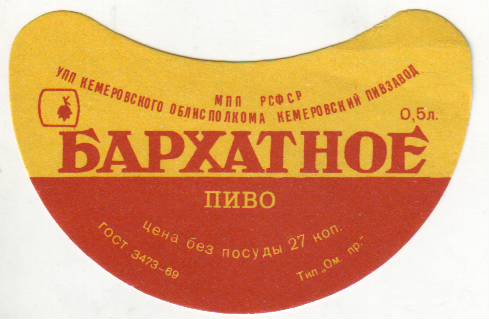 МПП РСФСР
УПП КЕМЕРОВСКОГО ОБЛИСПОЛКОМА КЕМЕРОВСКИЙ ПИВЗАВОД
0,5л.
БАРХАТНОЕ
ПИВО
цена без посуды 27 коп.
ГОСТ 3473-69
Тип. „Ом. пр.“